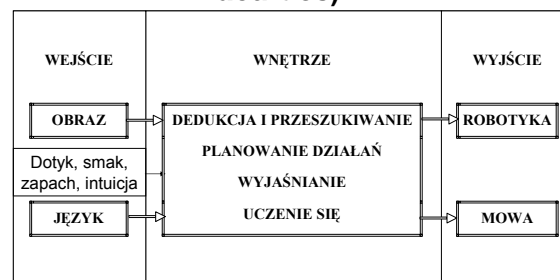 WEJŚCIE
WNĘTRZE
WYJŚCIE
OBRAZ
DEDUKCJA I PRZESZUKIWANIE
ROBOTYKA
PLANOWANIE DZIAŁAŃ
Dotyk, smak,
zapach, intuicja
WYJAŚNIANIE
JĘZYK
UCZENIE SIĘ
MOWA